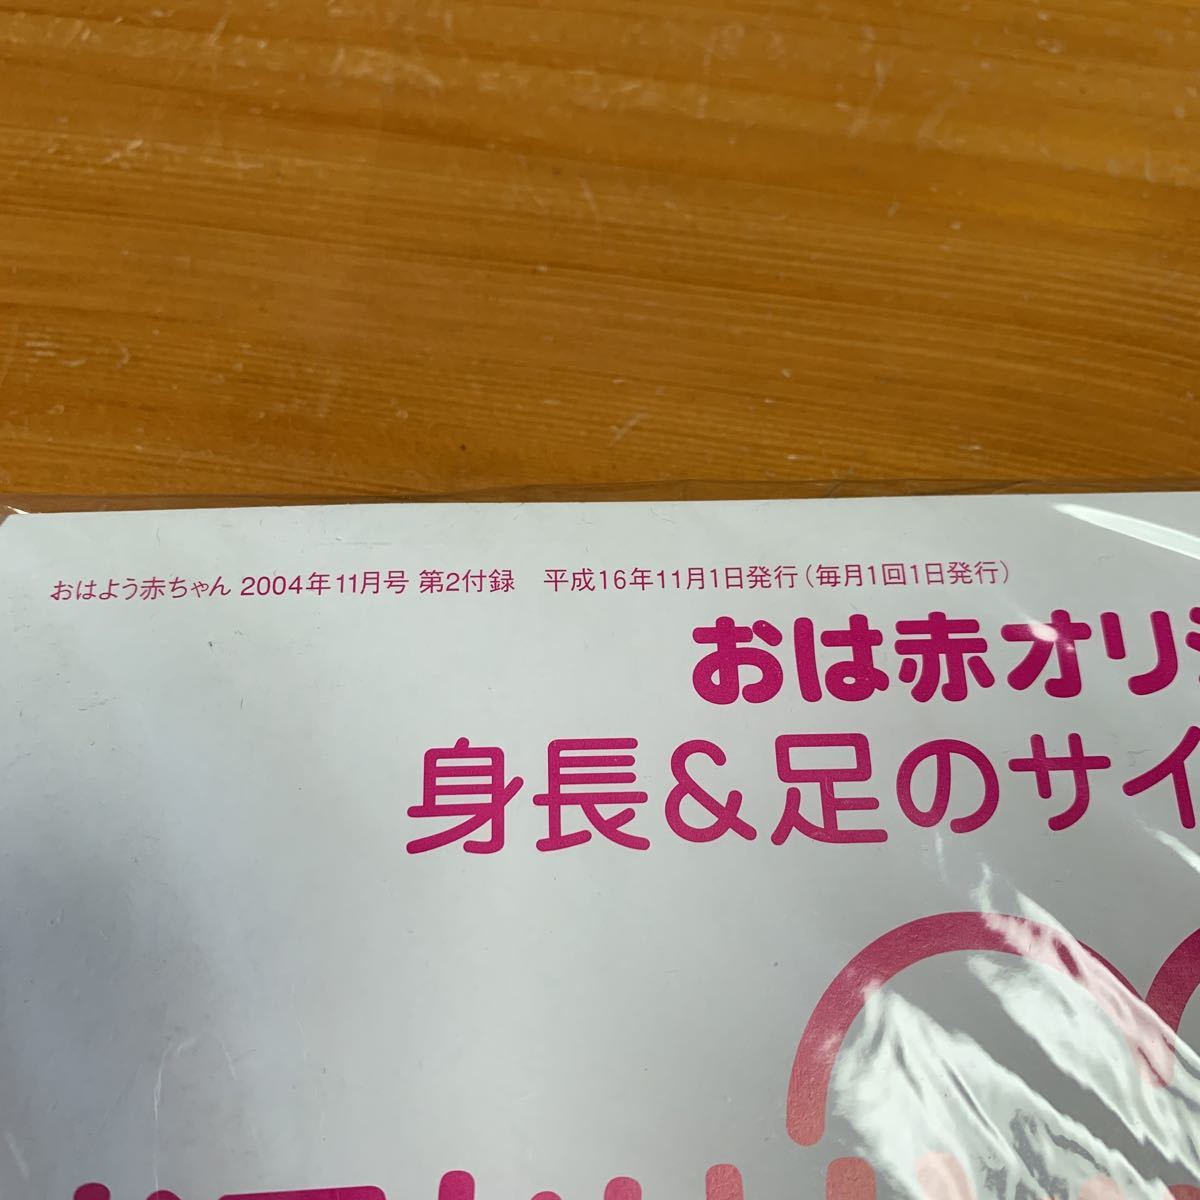 おはよう赤ちゃん 2004年11月号 第2付録　平成16年11月1日発行（毎月1回1日発行）
おは赤オリ
身長&足のサイ